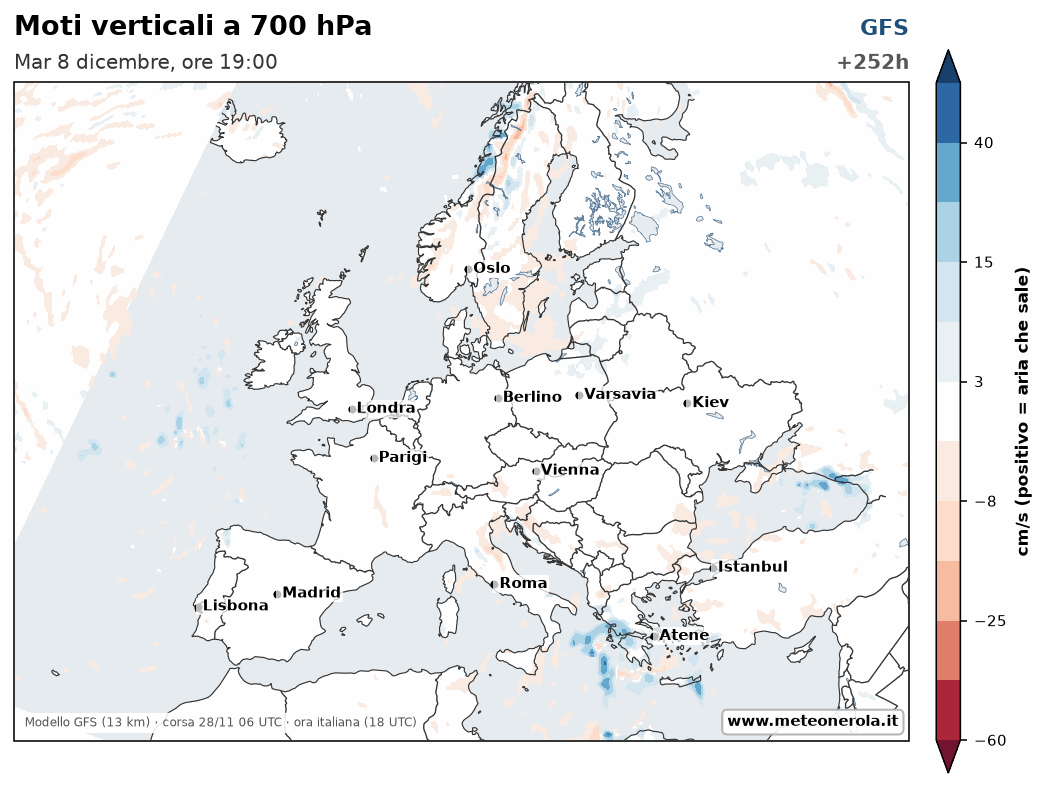 Moti verticali a 700 hPa
GFS
Mar 8 dicembre, ore 19:00
+252h
Oslo
Berlino
Varsavia
Londra
Kiev
Parigi
Vienna
Istanbul
Roma
Madrid
Lisbona
Atene
Modello GFS (13 km) · corsa 28/11 06 UTC · ora italiana (18 UTC)
www.meteonerola.it
40
15
3
−8
−25
−60
cm/s (positivo = aria che sale)